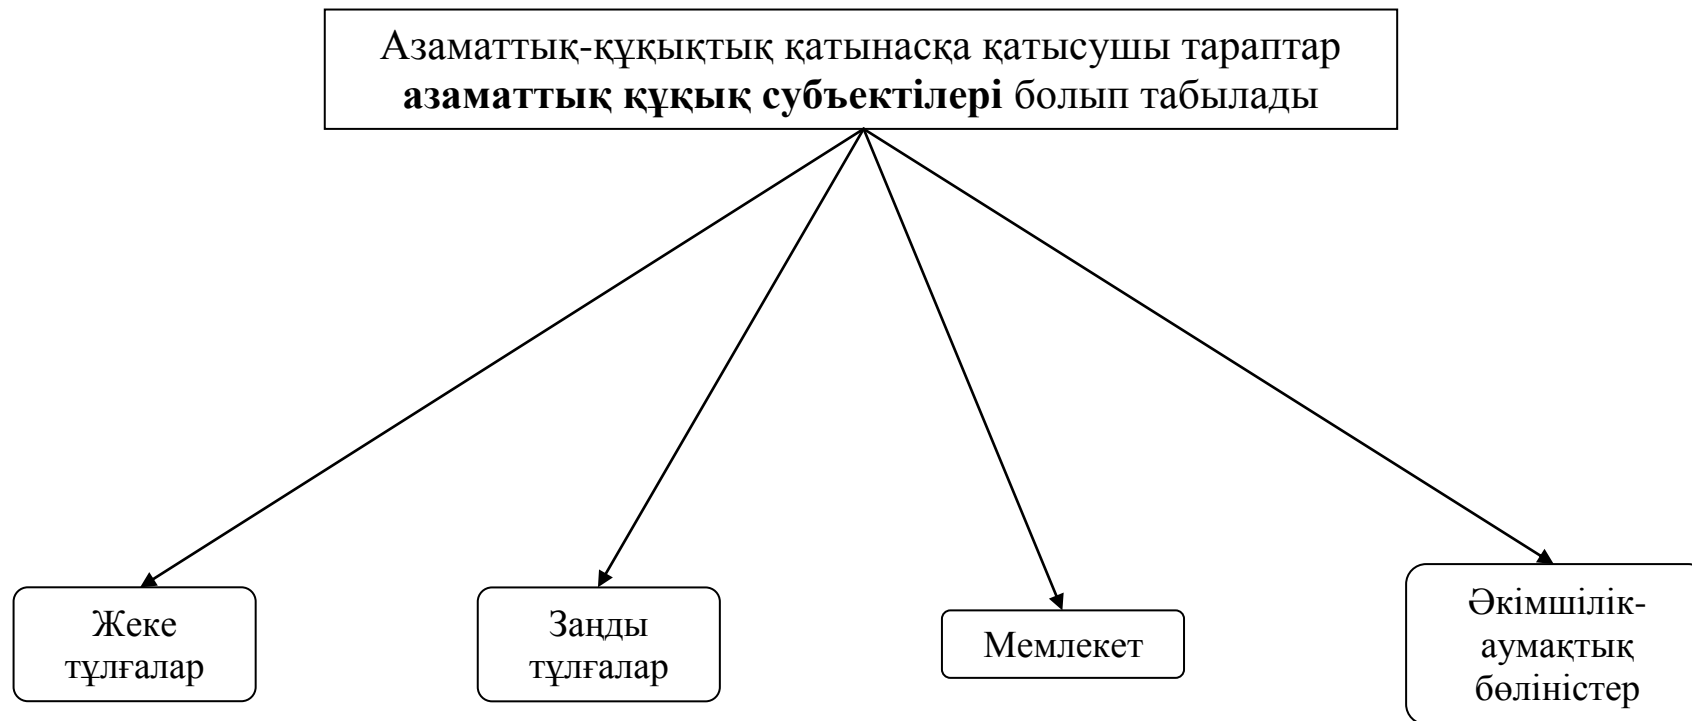 Азаматтық-құқықтық қатынасқа қатысушы тараптар
азаматтық құқық субъектілері болып табылады
Жеке
тұлғалар
Заңды
тұлғалар
Мемлекет
Әкімшілік-
аумақтық
бөліністер